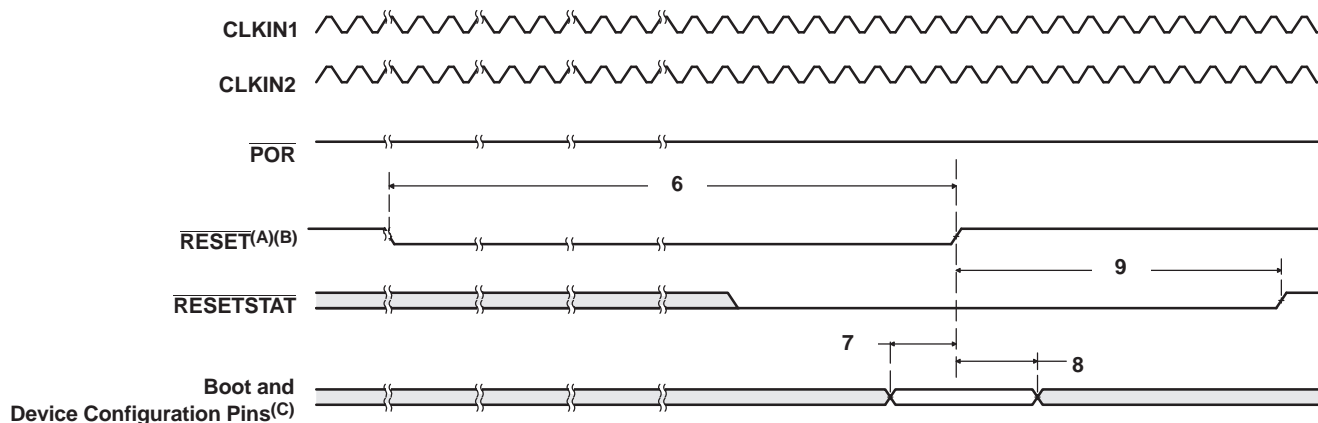 CLKIN1
CLKIN2
POR
6
RESET(A)(B)
9
RESETSTAT
7
8
Boot and
Device Configuration Pins(C)